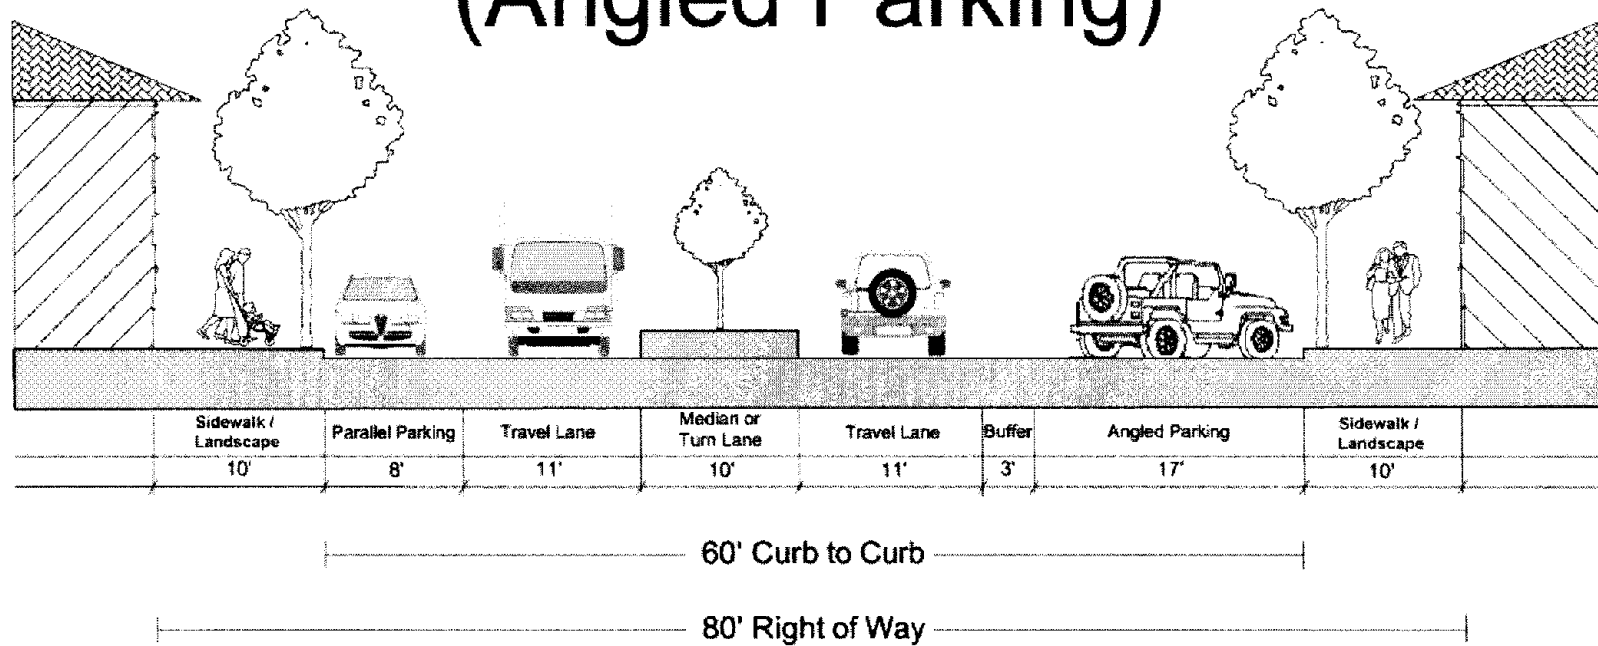 (Angled Parking)
Sidewalk /
Landscape
Parallel Parking
Travel Lane
Median or
Turn Lane
Travel Lane
Buffer
Angled Parking
Sidewalk /
Landscape
10'
8'
11'
10'
11'
3'
17'
10'
60' Curb to Curb
80' Right of Way